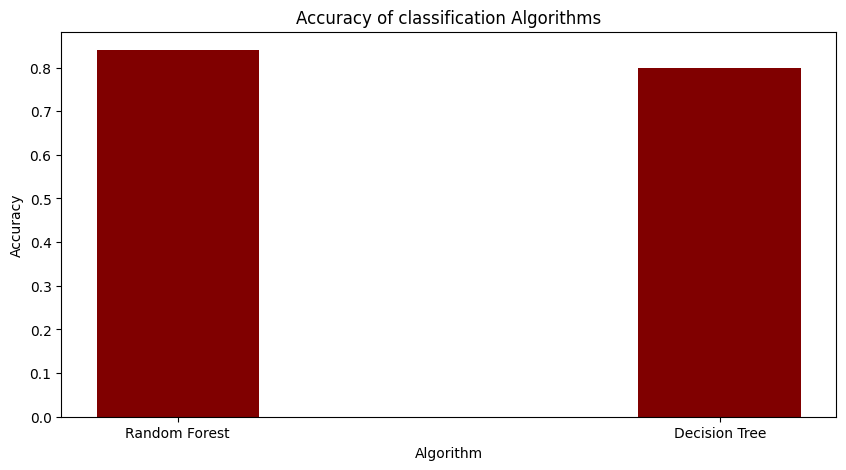 Accuracy of classification Algorithms
Accuracy
0.8
0.7
0.6
0.5
0.4
0.3
0.2
0.1
0.0
Random Forest
Decision Tree
Algorithm